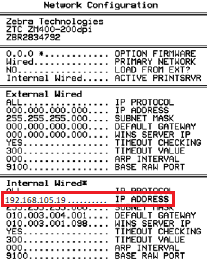 Network Configuration
Zebra Technologies
ZTC ZM400-200dpi
ZBR2834792
0.0.0 *............ OPTION FIRMWARE
Wired.............. PRIMARY NETWORK
NO................. LOAD FROM EXT?
Internal Wired..... ACTIVE PRINTSRVR
External Wired
ALL................ IP PROTOCOL
000.000.000.000.... IP ADDRESS
255.255.255.000.... SUBNET MASK
000.000.000.000.... DEFAULT GATEWAY
000.000.000.000.... WINS SERVER IP
YES................ TIMEOUT CHECKING
300................ TIMEOUT VALUE
000................ ARP INTERVAL
9100............... BASE RAW PORT
Internal Wired*
ALL................ IP PROTOCOL
192.168.105.19..... IP ADDRESS
255.255.255.000.... SUBNET MASK
010.003.004.001.... DEFAULT GATEWAY
010.003.001.098.... WINS SERVER IP
YES................ TIMEOUT CHECKING
300................ TIMEOUT VALUE
000................ ARP INTERVAL
9100............... BASE RAW PORT